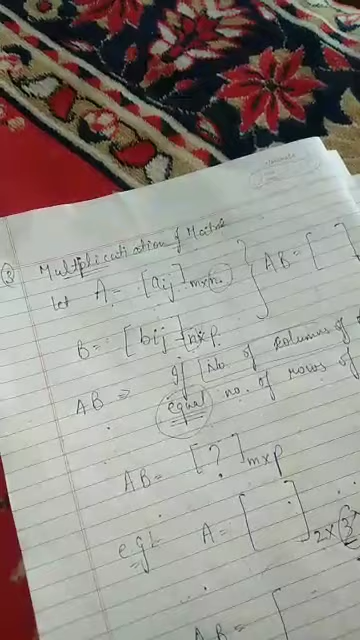 ③ Multiplication of Matrix
let A = [aij]m×n } AB = [ ]
B = [bij]n×p
AB ⇒ If No of columns of
equal no. of rows of
AB = [ ? ]m×p
eg:- A = [ ]2×3
AB = [